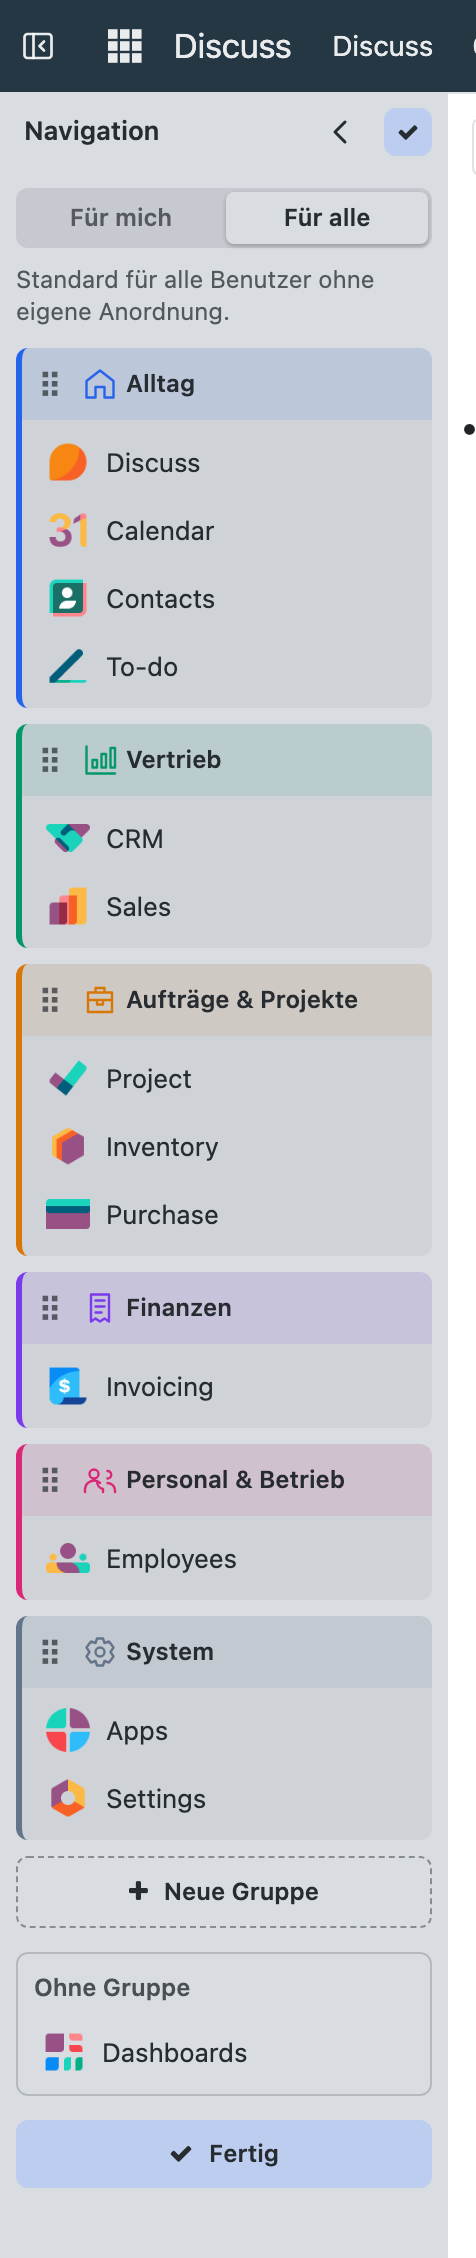 Discuss Discuss
Navigation
Für mich Für alle
Standard für alle Benutzer ohne
eigene Anordnung.
Alltag
Discuss
31 Calendar
Contacts
To-do
Vertrieb
CRM
Sales
Aufträge & Projekte
Project
Inventory
Purchase
Finanzen
$ Invoicing
Personal & Betrieb
Employees
System
Apps
Settings
+ Neue Gruppe
Ohne Gruppe
Dashboards
Fertig